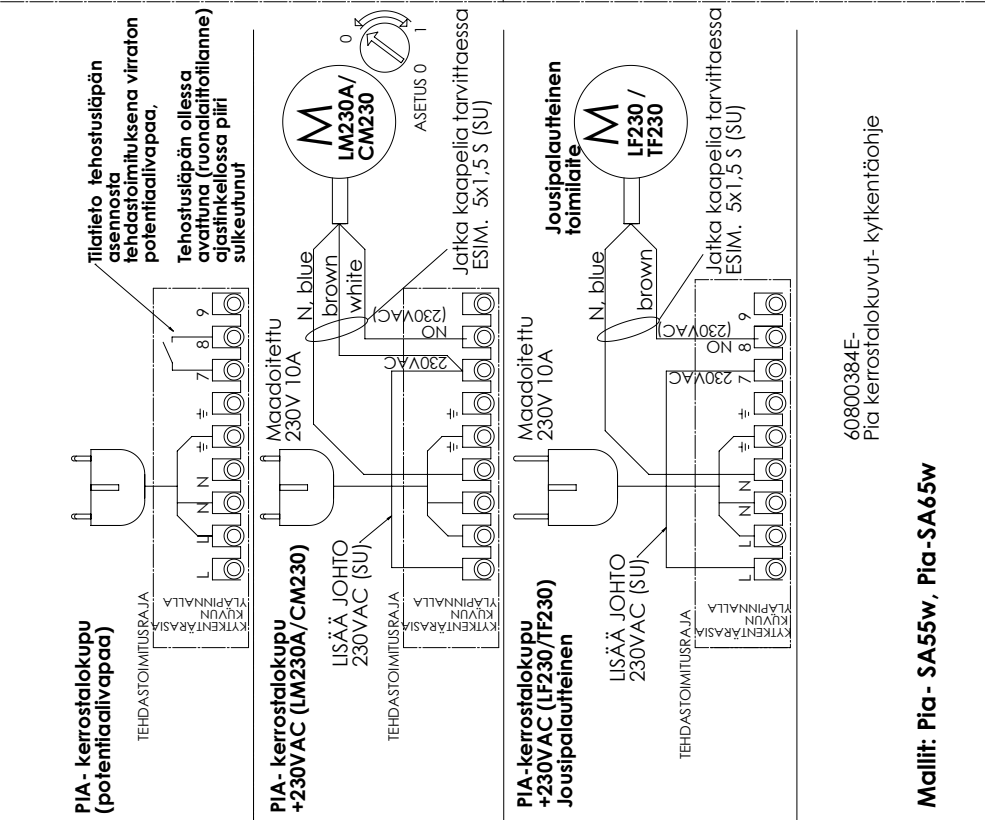 PIA- kerrostalokupu
(potentiaalivapaa)
TEHDASTOIMITUSRAJA
KYTKENTÄRASIA
KUVUN
YLÄPINNALLA
L
L
N
N
7
8
9
Tilatieto tehostusläpän
asennosta
tehdastoimituksena virraton
potentiaalivapaa,
Tehostusläpän ollessa
avattuna (ruonalaittotilanne)
ajastinkellossa piiri
sulkeutunut
PIA- kerrostalokupu
+230VAC (LM230A/CM230)
LISÄÄ JOHTO
230VAC (SU)
TEHDASTOIMITUSRAJA
KYTKENTÄRASIA
KUVUN
YLÄPINNALLA
Maadoitettu
230V 10A
N, blue
brown
white
230VAC
NO
(230VAC)
Jatka kaapelia tarvittaessa
ESIM. 5x1,5 S (SU)
M
LM230A/
CM230
0
1
ASETUS 0
PIA-kerrostalokupu
+230VAC (LF230/TF230)
Jousipalautteinen
LISÄÄ JOHTO
230VAC (SU)
TEHDASTOIMITUSRAJA
KYTKENTÄRASIA
KUVUN
YLÄPINNALLA
Maadoitettu
230V 10A
L
N
N
7
8
9
N, blue
brown
230VAC
NO
(230VAC)
Jousipalautteinen
toimilaite
M
LF230 /
TF230
Jatka kaapelia tarvittaessa
ESIM. 5x1,5 S (SU)
60800384E-
Pia kerrostalokuvut- kytkentäohje
Mallit: Pia- SA55w, Pia-SA65w